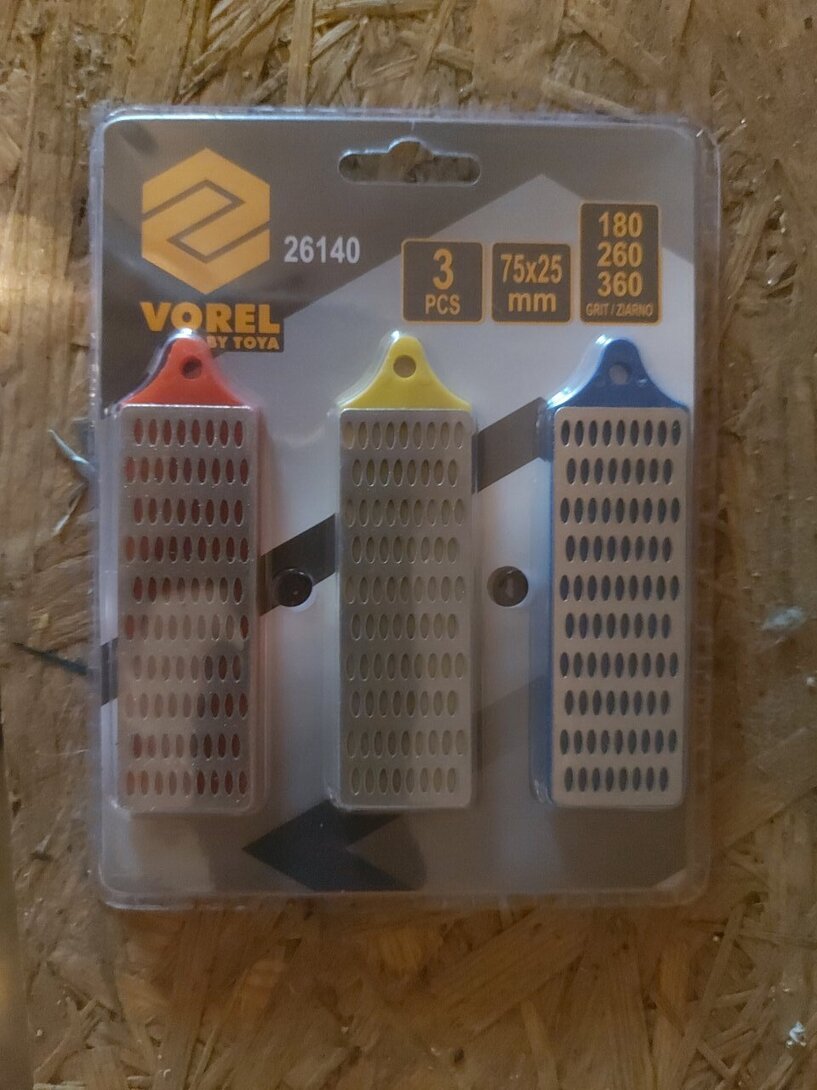 26140
VOREL
BY TOYA
3
PCS
75x25
mm
180
260
360
GRIT / ZIARNO